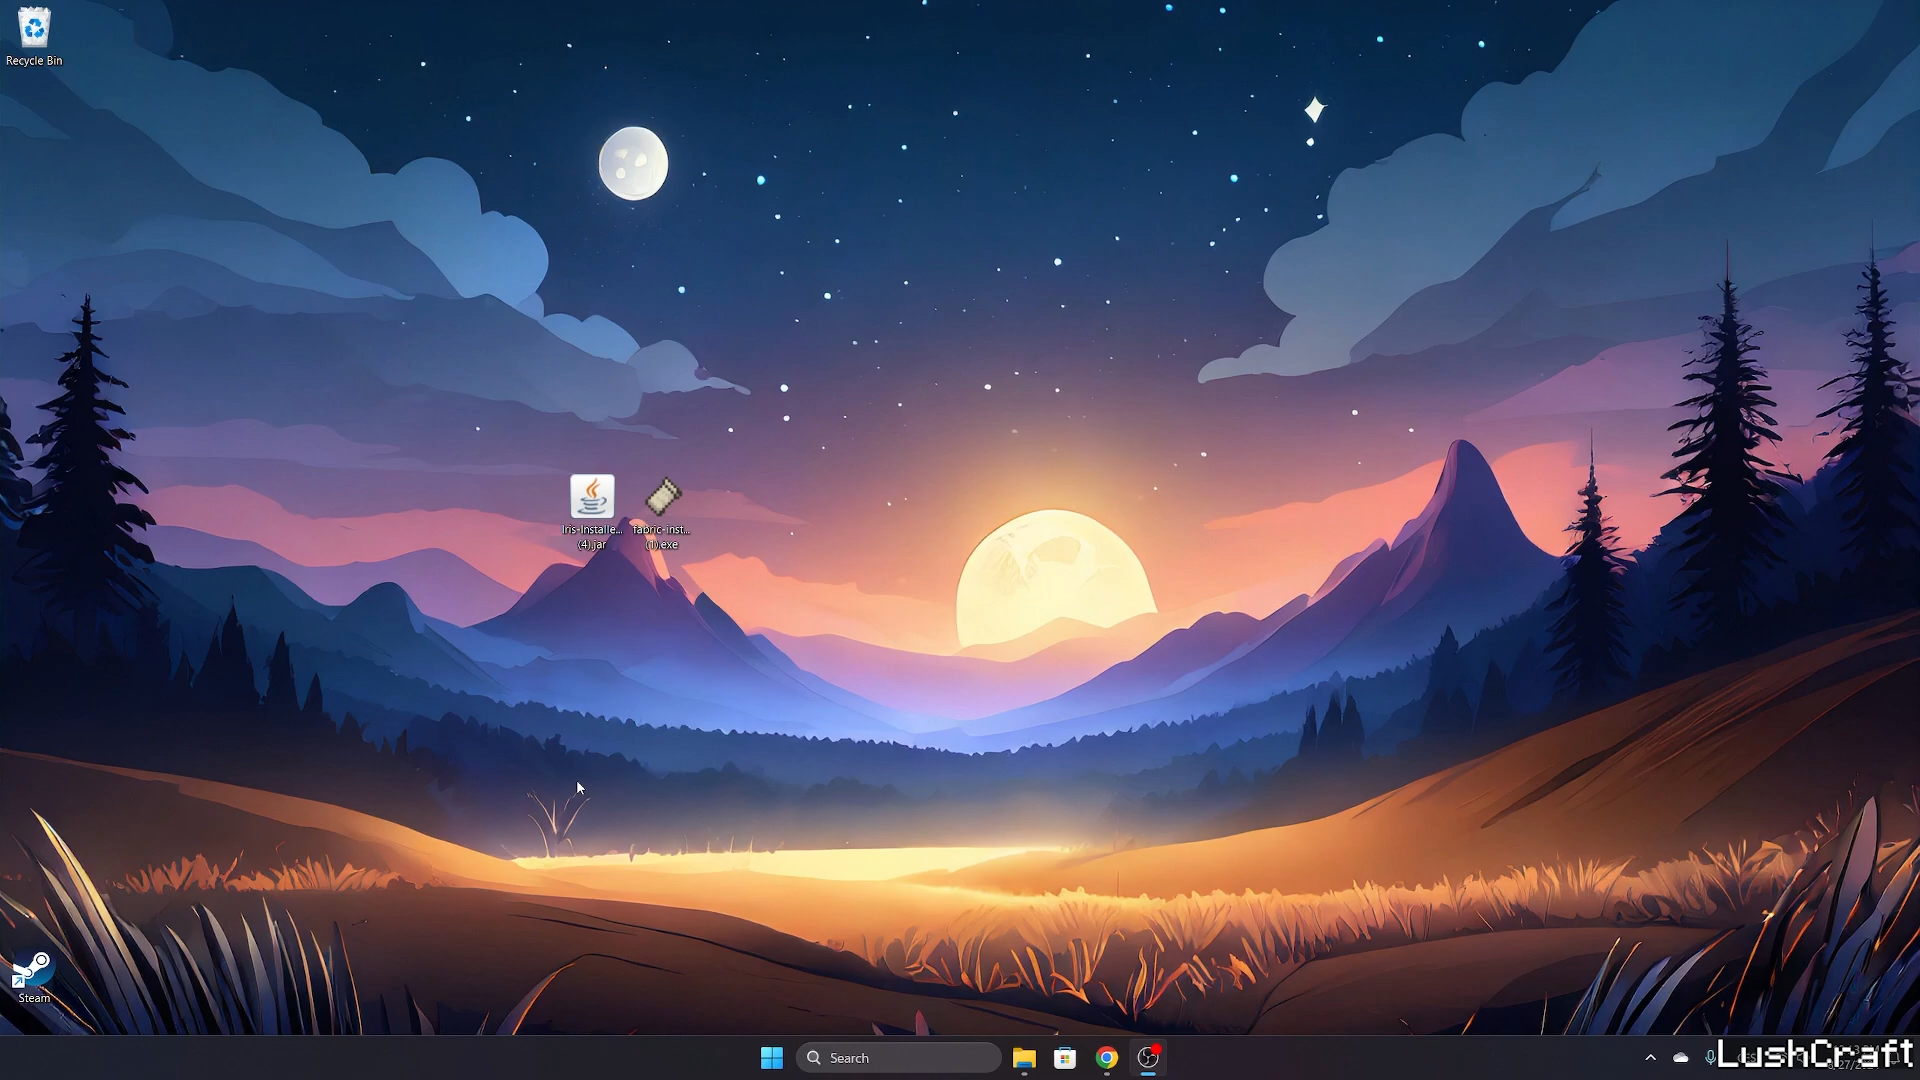 Recycle Bin
Iris-Installe...
(4).jar
fabric-inst...
(1).exe
Steam
Search
LushCraft